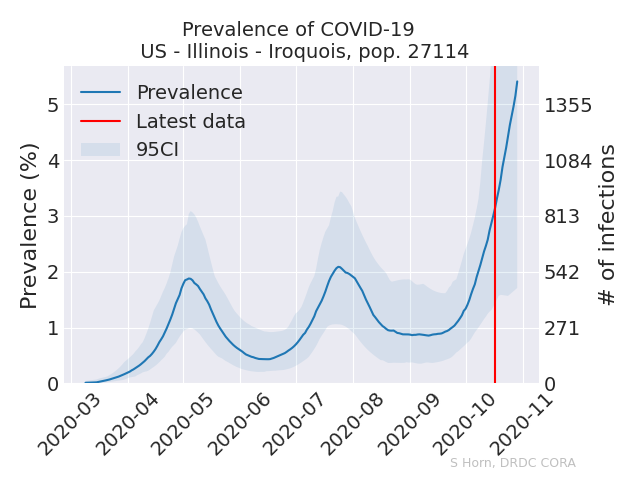 Prevalence of COVID-19
US - Illinois - Iroquois, pop. 27114
Prevalence
Latest data
95CI
Prevalence (%)
5
4
3
2
1
0
1355
1084
813
542
271
0
# of infections
2020-03
2020-04
2020-05
2020-06
2020-07
2020-08
2020-09
2020-10
2020-11
S Horn, DRDC CORA